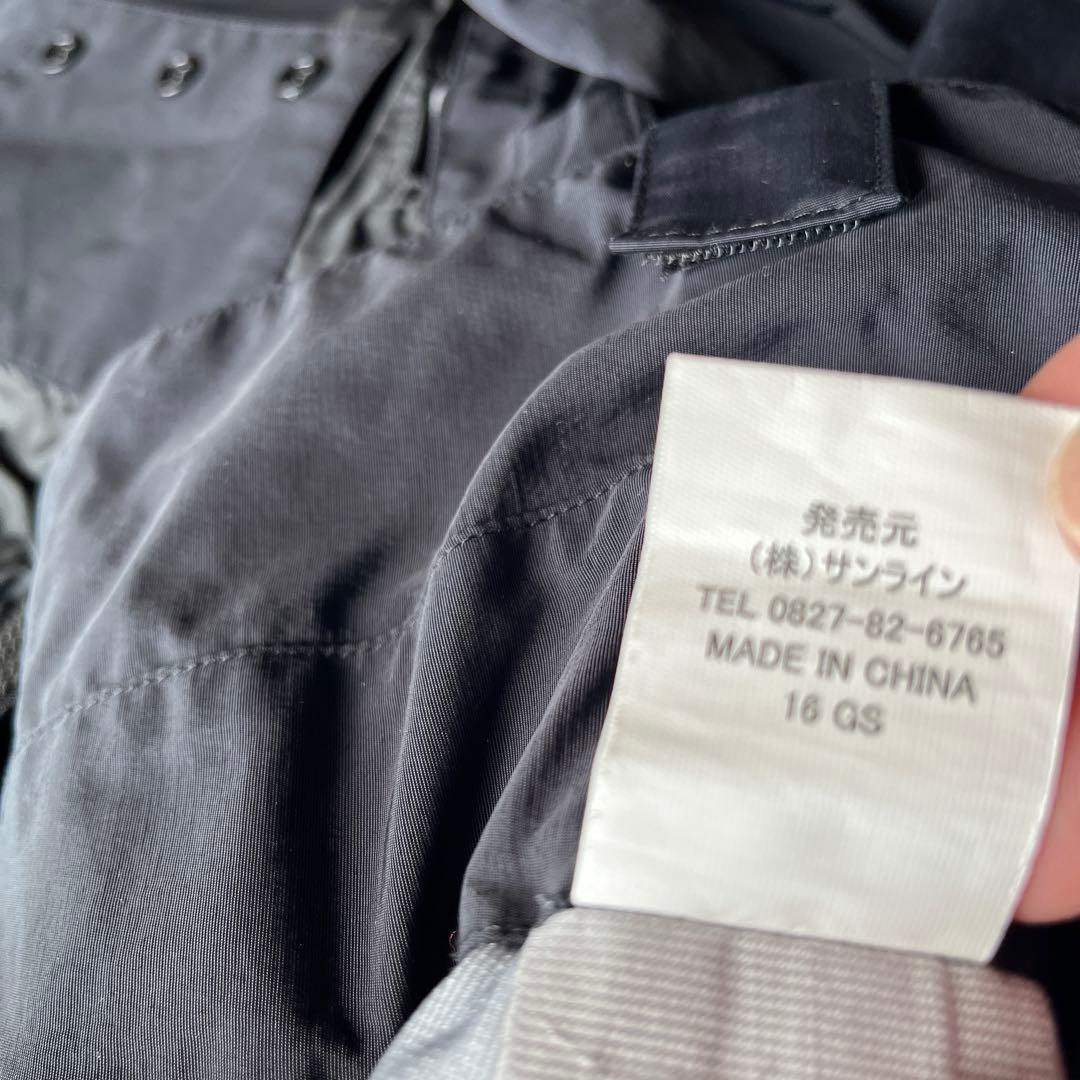 発売元
(株)サンライン
TEL 0827-82-6765
MADE IN CHINA
16 GS